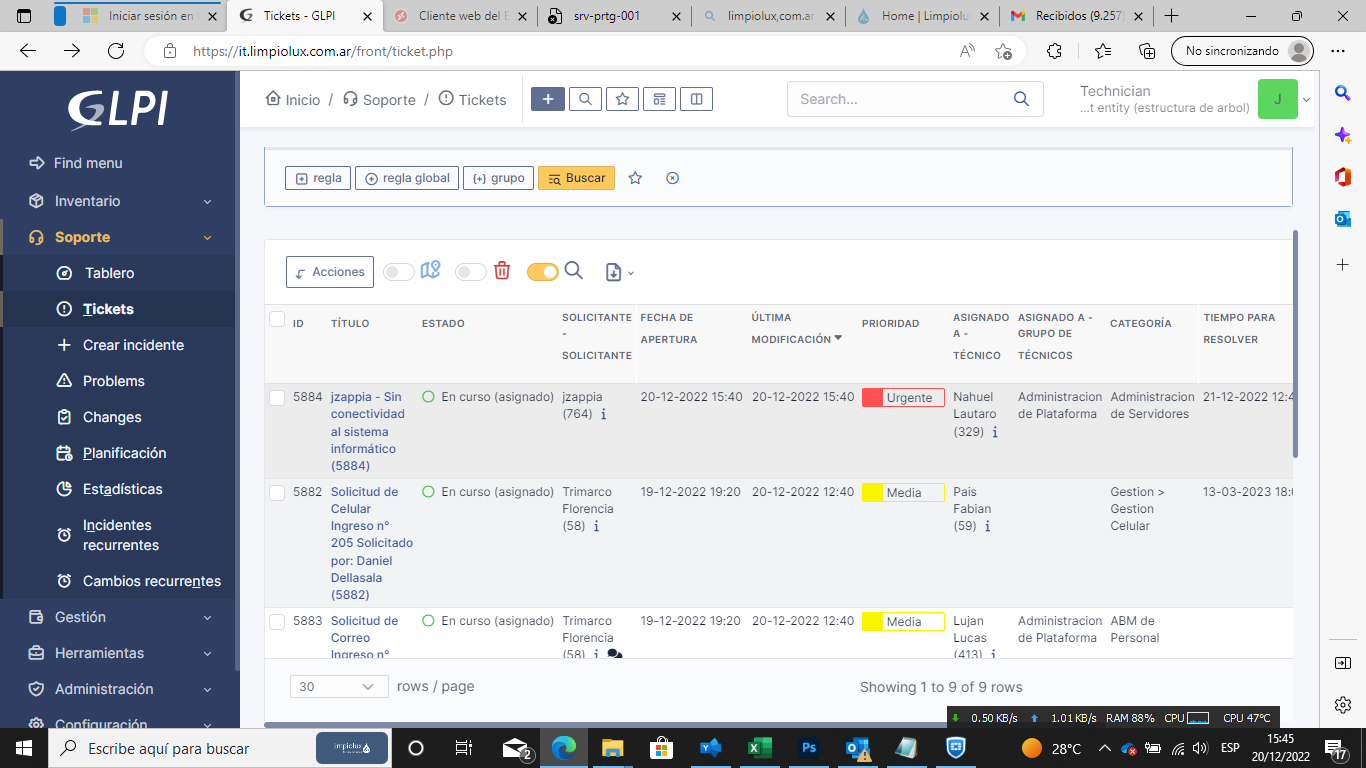 Iniciar sesión en
Tickets - GLPI
Cliente web del E
srv-prtg-001
limpiolux,com.ar
Home | Limpiolu
Recibidos (9.257)
https://it.limpiolux.com.ar/front/ticket.php
No sincronizando
GLPI
Find menu
Inventario
Soporte
Tablero
Tickets
Crear incidente
Problems
Changes
Planificación
Estadísticas
Incidentes
recurrentes
Cambios recurrentes
Gestión
Herramientas
Administración
Configuración
Inicio / Soporte / Tickets
Search...
Technician
...t entity (estructura de arbol)
J
regla
regla global
{+} grupo
Buscar
Acciones
ID
TÍTULO
ESTADO
SOLICITANTE
-
SOLICITANTE
FECHA DE
APERTURA
ÚLTIMA
MODIFICACIÓN
PRIORIDAD
ASIGNADO
A -
TÉCNICO
ASIGNADO A -
GRUPO DE
TÉCNICOS
CATEGORÍA
TIEMPO PARA
RESOLVER
5884
jzappia - Sin
conectividad
al sistema
informático
(5884)
En curso (asignado)
jzappia
(764) i
20-12-2022 15:40
20-12-2022 15:40
Urgente
Nahuel
Lautaro
(329) i
Administracion
de Plataforma
Administracion
de Servidores
21-12-2022 12:4
5882
Solicitud de
Celular
Ingreso n°
205 Solicitado
por: Daniel
Dellasala
(5882)
En curso (asignado)
Trimarco
Florencia
(58) i
19-12-2022 19:20
20-12-2022 12:40
Media
Pais
Fabian
(59) i
Gestion >
Gestion
Celular
13-03-2023 18:0
5883
Solicitud de
Correo
Ingreso n°
En curso (asignado)
Trimarco
Florencia
(58) i
19-12-2022 19:20
20-12-2022 12:40
Media
Lujan
Lucas
(413) i
Administracion
de Plataforma
ABM de
Personal
30
rows / page
Showing 1 to 9 of 9 rows
0.50 KB/s 1.01 KB/s RAM 88% CPU CPU 47°C
Escribe aquí para buscar
limpiolux
2
28°C
ESP
15:45
20/12/2022
17